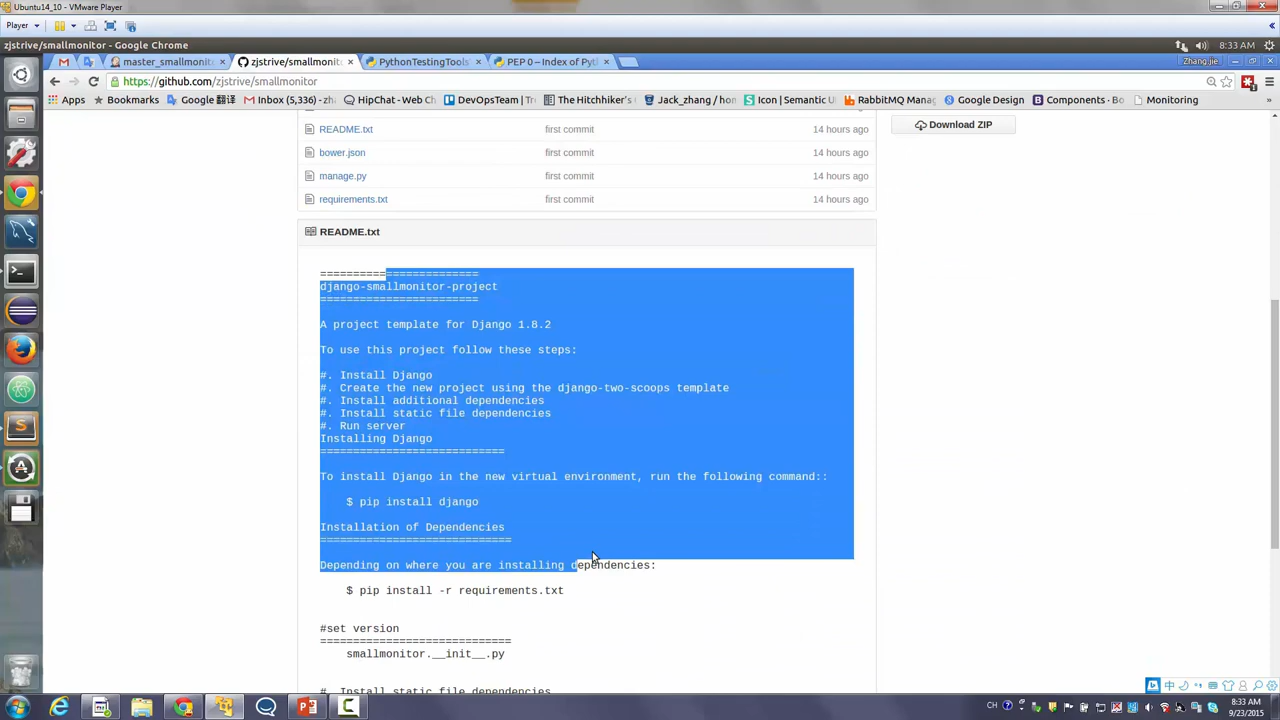 Ubuntu14_10 - VMware Player
Player
zjstrive/smallmonitor - Google Chrome
8:33 AM
master_smallmonito
zjstrive/smallmonito
PythonTestingTools
PEP 0 – Index of Pyt
Zhang jie
https://github.com/zjstrive/smallmonitor
Apps
Bookmarks
Google 翻译
Inbox (5,336) - zh
HipChat - Web C
DevOpsTeam | Tr
The Hitchhiker's
Jack_zhang / hom
Icon | Semantic U
RabbitMQ Manag
Google Design
Components · Bo
Monitoring
»
README.txt first commit 14 hours ago
Download ZIP
bower.json first commit 14 hours ago
manage.py first commit 14 hours ago
requirements.txt first commit 14 hours ago
README.txt
========================
django-smallmonitor-project
========================
A project template for Django 1.8.2
To use this project follow these steps:
#. Install Django
#. Create the new project using the django-two-scoops template
#. Install additional dependencies
#. Install static file dependencies
#. Run server
Installing Django
============================
To install Django in the new virtual environment, run the following command::
$ pip install django
Installation of Dependencies
=============================
Depending on where you are installing dependencies:
$ pip install -r requirements.txt
#set version
=============================
smallmonitor.__init__.py
#. Install static file dependencies
CH
8:33 AM
9/23/2015